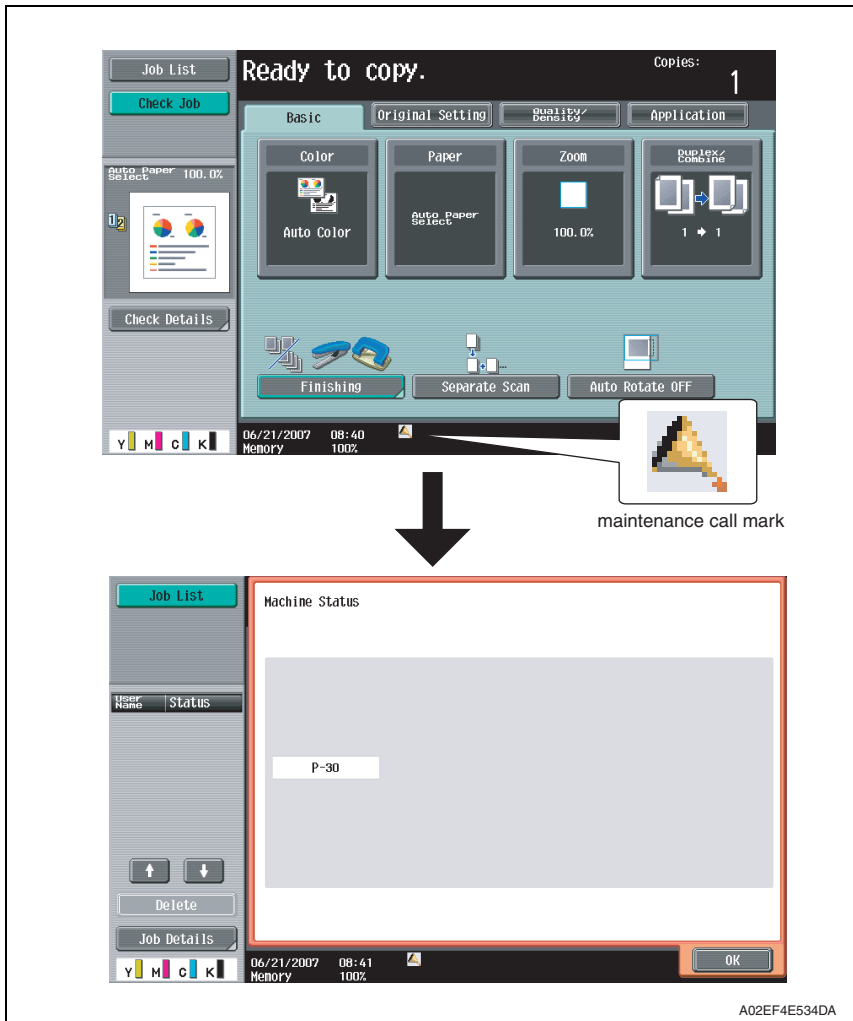 Job List
Check Job
Ready to copy.
Copies:
1
Basic
Original Setting
Quality/
Density
Application
Auto Paper
Select
100.0%
1 2
Color
Auto Color
Paper
Auto Paper
Select
Zoom
100.0%
Duplex/
Combine
1 → 1
Check Details
Finishing
Separate Scan
Auto Rotate OFF
Y M C K
06/21/2007 08:40
Memory 100%
maintenance call mark
Job List
Machine Status
User
Name
Status
P-30
Delete
Job Details
Y M C K
06/21/2007 08:41
Memory 100%
OK
A02EF4E534DA